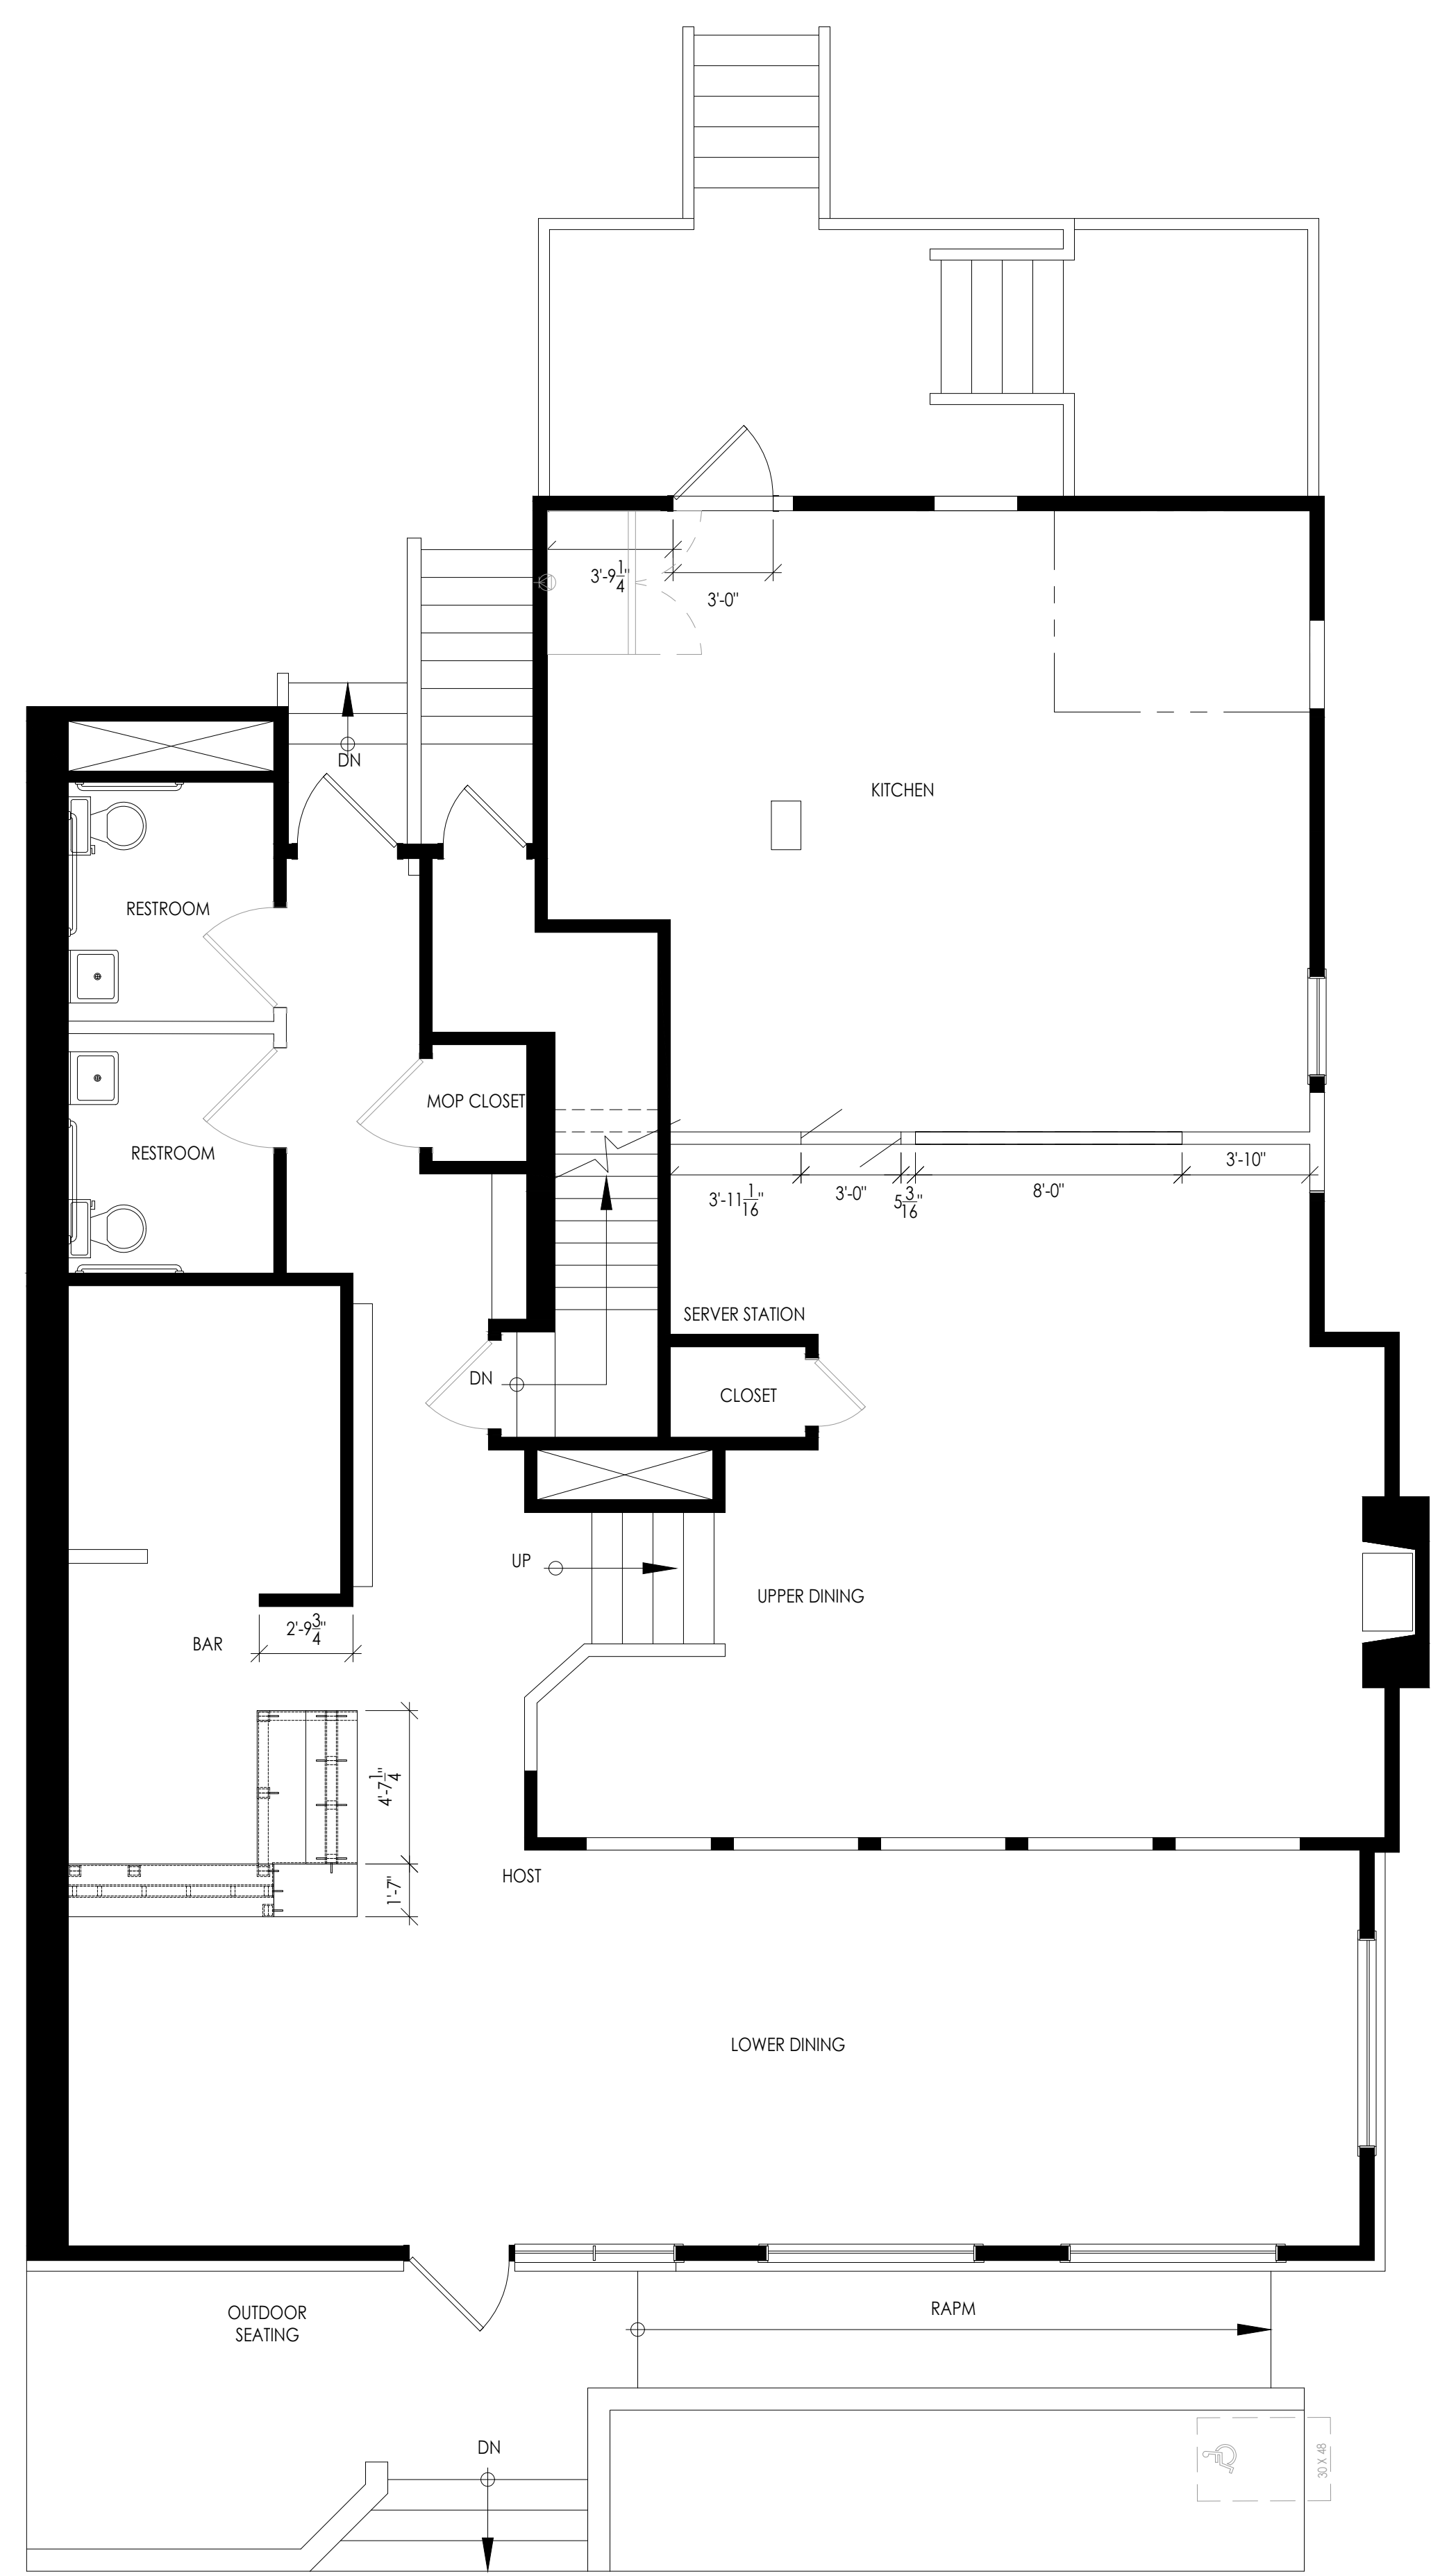 3'-9 1/4"
3'-0"
DN
KITCHEN
RESTROOM
MOP CLOSET
RESTROOM
3'-11 1/16"
3'-0"
5 3/16"
8'-0"
3'-10"
SERVER STATION
DN
CLOSET
UP
UPPER DINING
2'-9 3/4"
BAR
4'-7 1/4"
1'-7"
HOST
LOWER DINING
OUTDOOR
SEATING
RAPM
DN
30 X 48